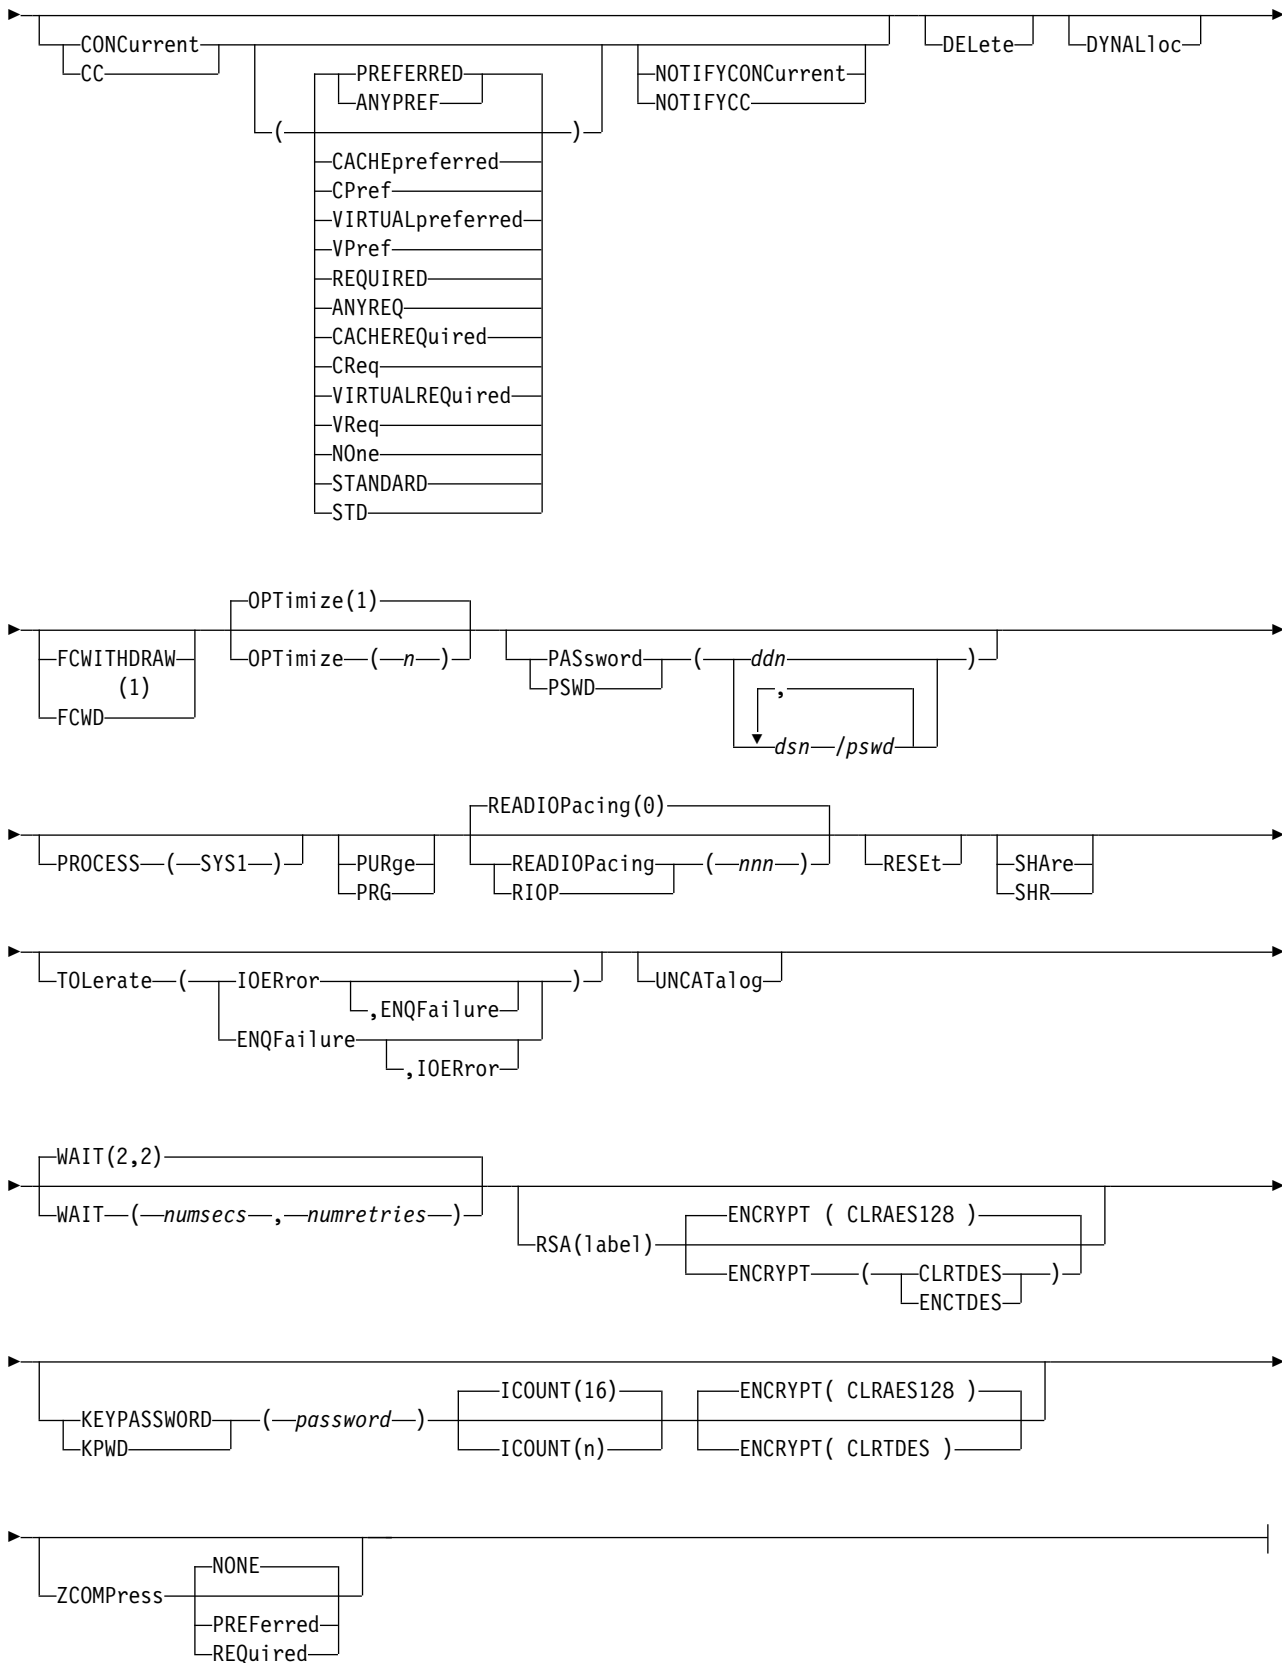 CONCurrent
CC
(
PREFERRED
ANYPREF
)
CACHEpreferred
CPref
VIRTUALpreferred
VPref
REQUIRED
ANYREQ
CACHEREQuired
CReq
VIRTUALREQuired
VReq
NOne
STANDARD
STD
NOTIFYCONCurrent
NOTIFYCC
DELete
DYNALloc
FCWITHDRAW
(1)
FCWD
OPTimize(1)
OPTimize ( n )
PASsword
PSWD
( ddn )
,
dsn /pswd
PROCESS ( SYS1 )
PURge
PRG
READIOPacing(0)
READIOPacing ( nnn )
RIOP
RESEt
SHAre
SHR
TOLerate ( IOERror )
,ENQFailure
ENQFailure
,IOERror
UNCATalog
WAIT(2,2)
WAIT ( numsecs , numretries )
RSA(label)
ENCRYPT ( CLRAES128 )
ENCRYPT ( CLRTDES )
ENCTDES
KEYPASSWORD ( password )
KPWD
ICOUNT(16)
ICOUNT(n)
ENCRYPT( CLRAES128 )
ENCRYPT( CLRTDES )
ZCOMPress
NONE
PREFerred
REQuired